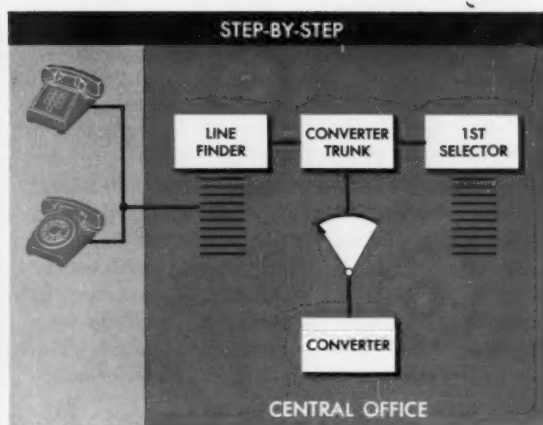 STEP-BY-STEP
LINE
FINDER
CONVERTER
TRUNK
1ST
SELECTOR
CONVERTER
CENTRAL OFFICE